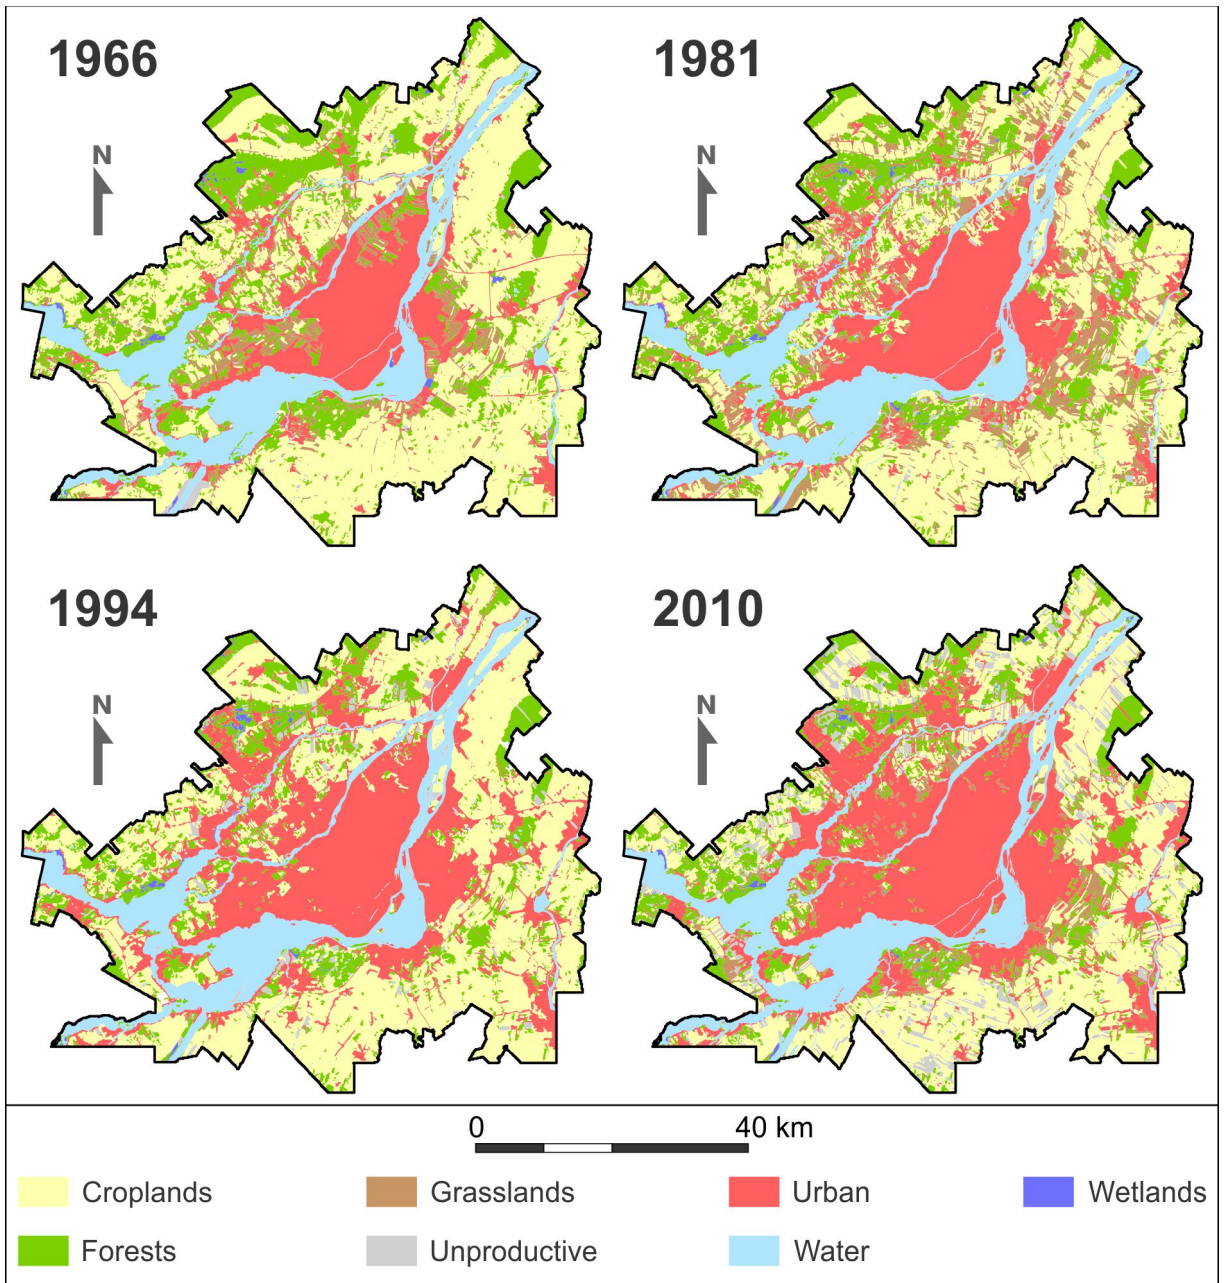 1966
1981
N
N
1994
2010
N
N
0 40 km
Croplands Grasslands Urban Wetlands
Forests Unproductive Water